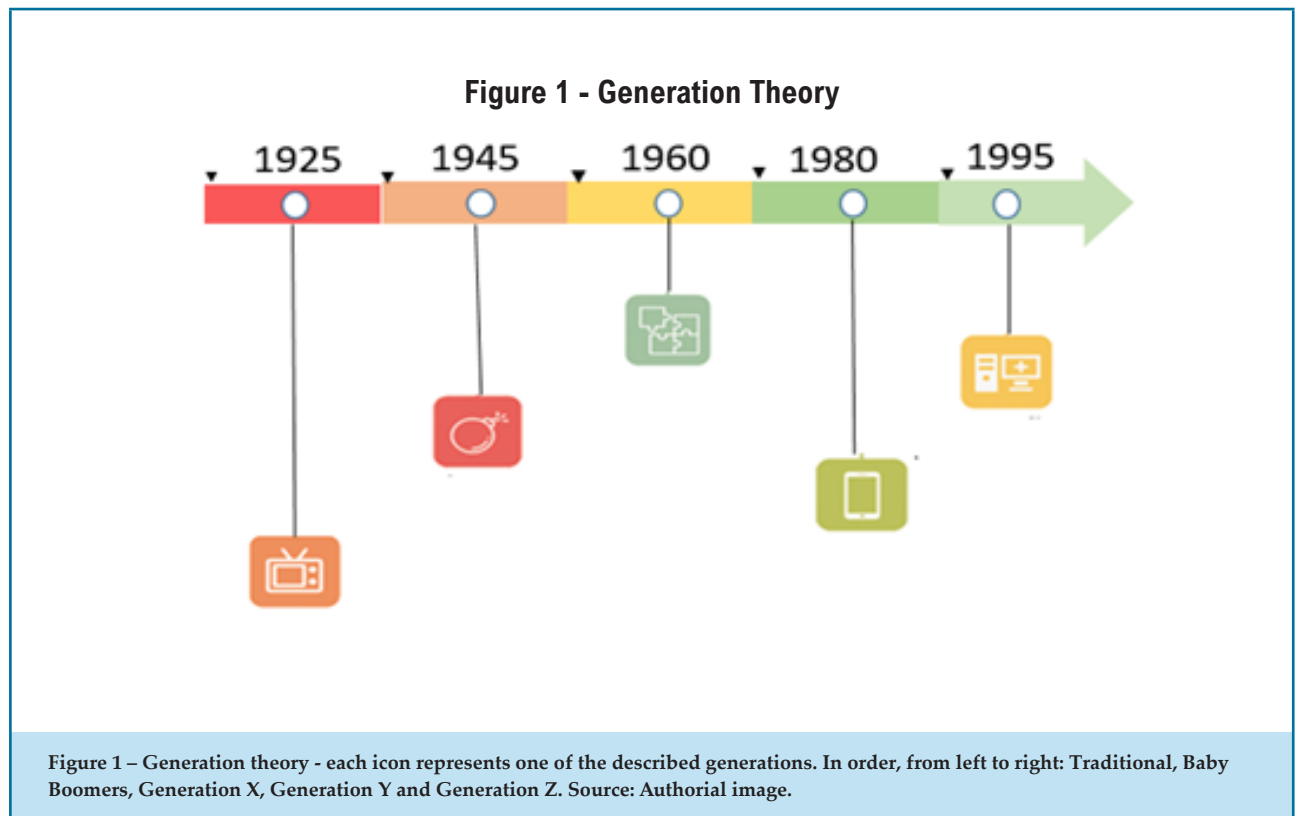 Figure 1 - Generation Theory
1925 1945 1960 1980 1995
Figure 1 – Generation theory - each icon represents one of the described generations. In order, from left to right: Traditional, Baby
Boomers, Generation X, Generation Y and Generation Z. Source: Authorial image.